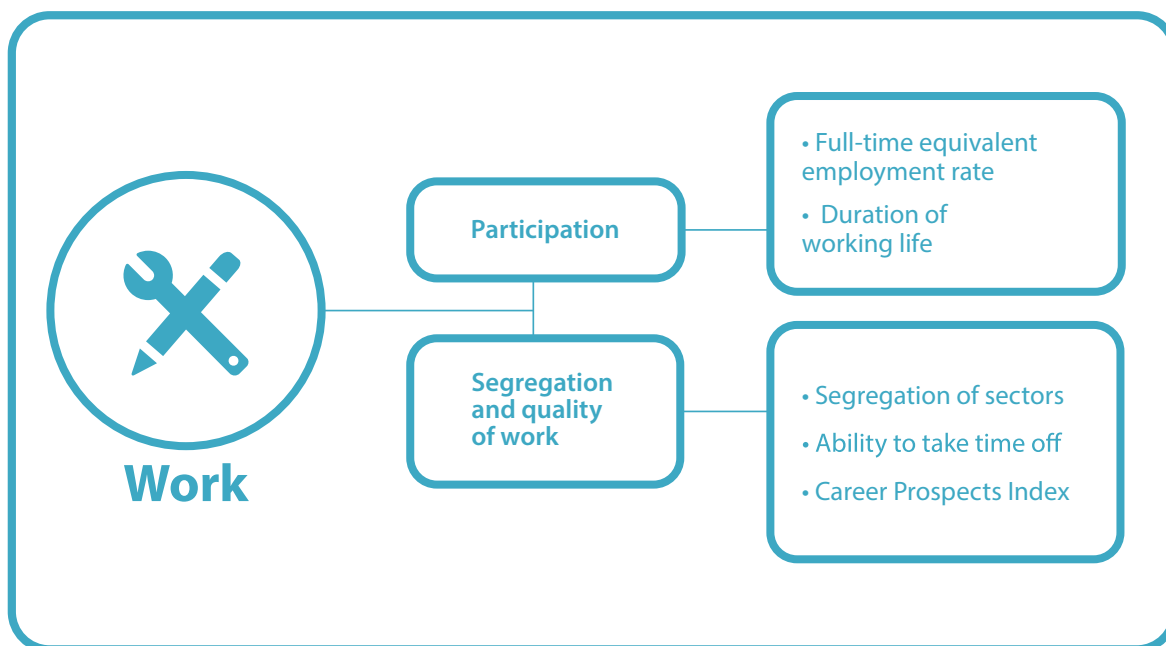 Work
Participation
• Full-time equivalent
employment rate
• Duration of
working life
Segregation
and quality
of work
• Segregation of sectors
• Ability to take time off
• Career Prospects Index